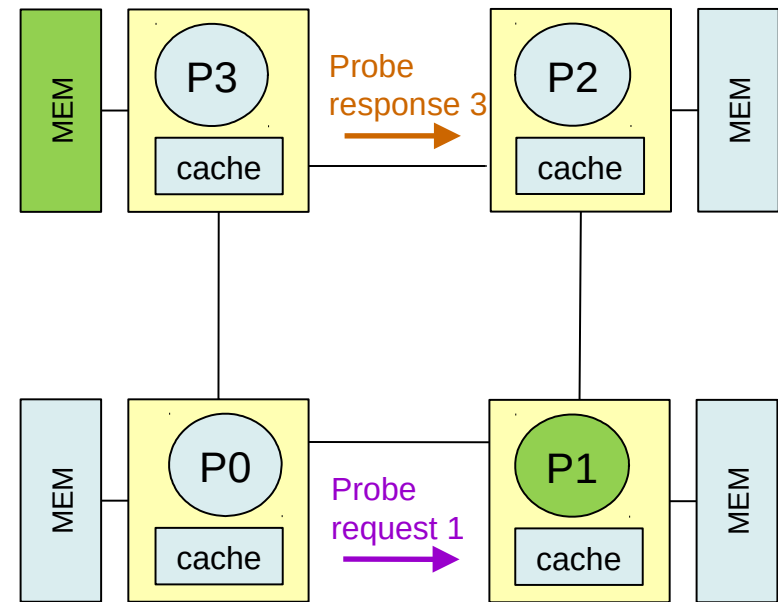 MEM
P3
cache
Probe
response 3
P2
cache
MEM
MEM
P0
cache
Probe
request 1
P1
cache
MEM